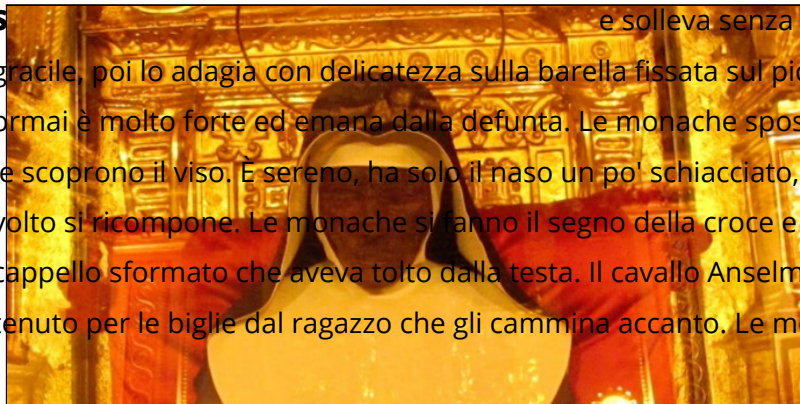 e solleva senza
gracile, poi lo adagia con delicatezza sulla barella fissata sul
ormai è molto forte ed emana dalla defunta. Le monache
e scoprono il viso. È sereno, ha solo il naso un po' schiacciato,
volto si ricompone. Le monache si fanno il segno della croce e
cappello sformato che aveva tolto dalla testa. Il cavallo
tenuto per le biglie dal ragazzo che gli cammina accanto. Le